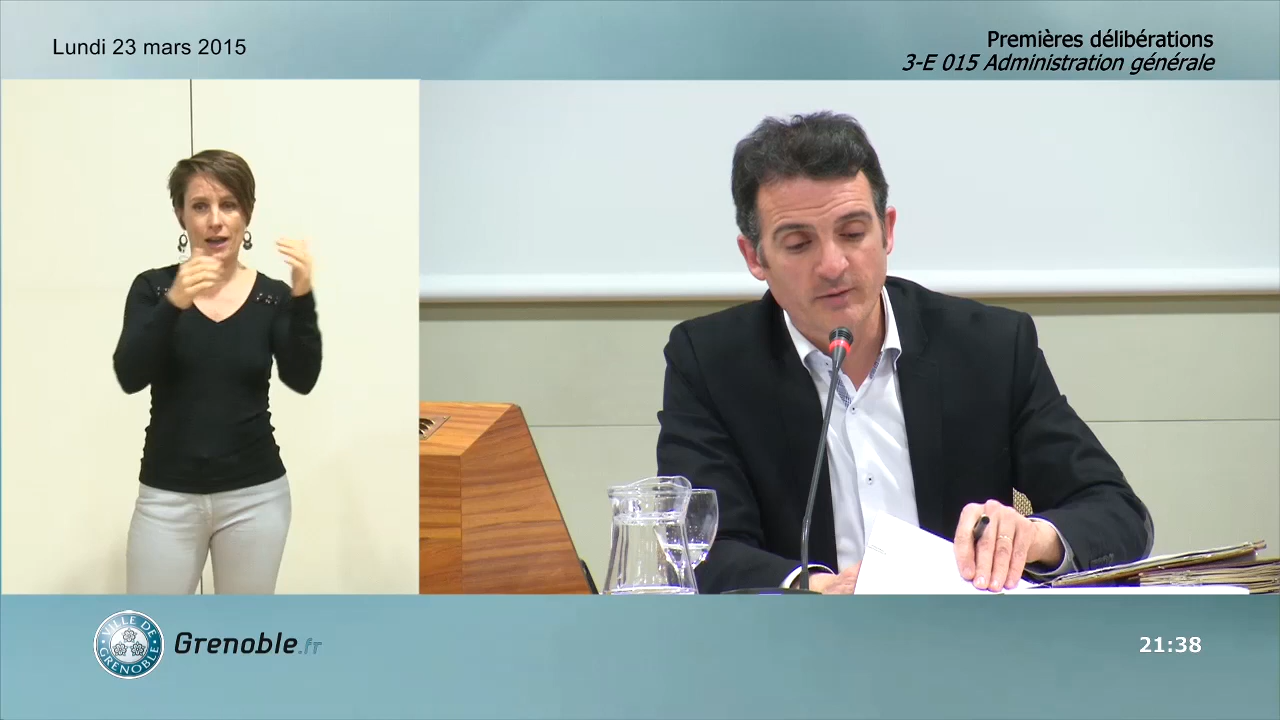 Lundi 23 mars 2015
Premières délibérations
3-E 015 Administration générale
VILLE DE GRENOBLE
Grenoble.fr
21:38